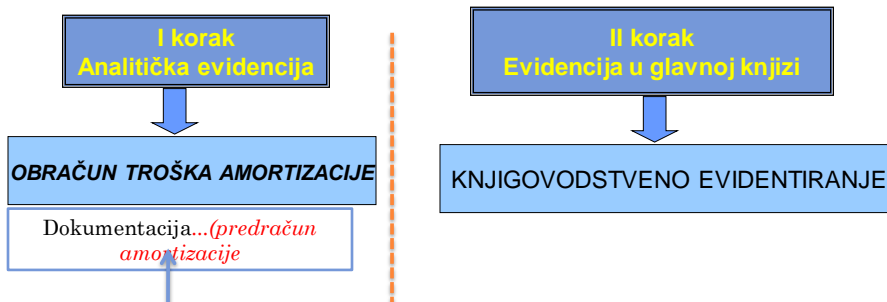 I korak
Analitička evidencija
OBRAČUN TROŠKA AMORTIZACIJE
Dokumentacija...(predračun
amortizacije
II korak
Evidencija u glavnoj knjizi
KNJIGOVODSTVENO EVIDENTIRANJE